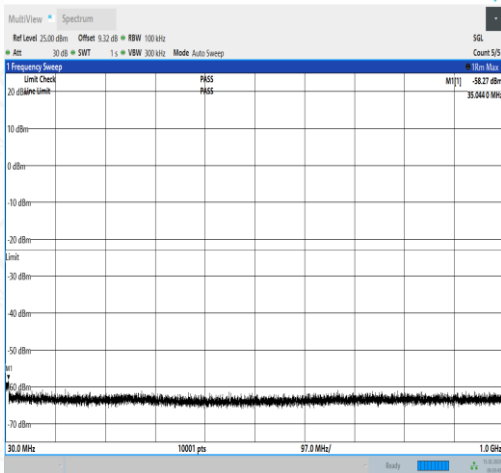 MultiView Spectrum
Ref Level 25.00 dBm Offset 9.32 dB RBW 100 kHz SGL
Att 30 dB SWT 1 s VBW 300 kHz Mode Auto Sweep Count 5/5
1 Frequency Sweep 1Rm Max
Limit Check PASS M1[1] -58.27 dBm
20 dBm Line Limit PASS 35.0440 MHz
10 dBm
0 dBm
-10 dBm
-20 dBm
Limit
-30 dBm
-40 dBm
-50 dBm
M1
-60 dBm
-70 dBm
30.0 MHz 10001 pts 97.0 MHz/ 1.0 GHz
Ready